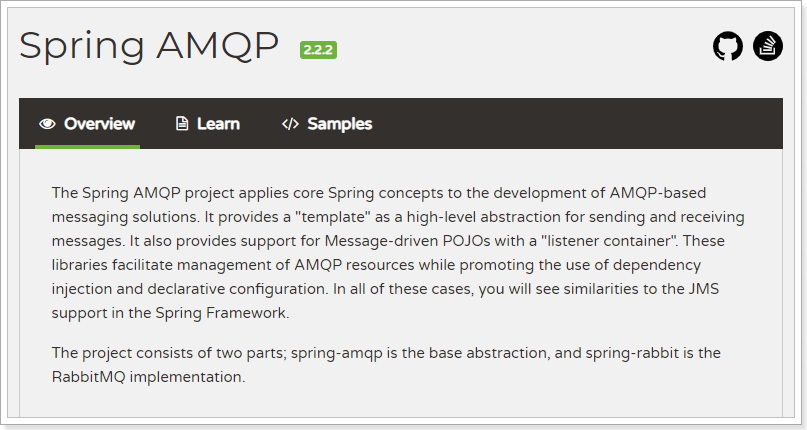 Spring AMQP 2.2.2
Overview Learn Samples
The Spring AMQP project applies core Spring concepts to the development of AMQP-based
messaging solutions. It provides a "template" as a high-level abstraction for sending and receiving
messages. It also provides support for Message-driven POJOs with a "listener container". These
libraries facilitate management of AMQP resources while promoting the use of dependency
injection and declarative configuration. In all of these cases, you will see similarities to the JMS
support in the Spring Framework.
The project consists of two parts; spring-amqp is the base abstraction, and spring-rabbit is the
RabbitMQ implementation.